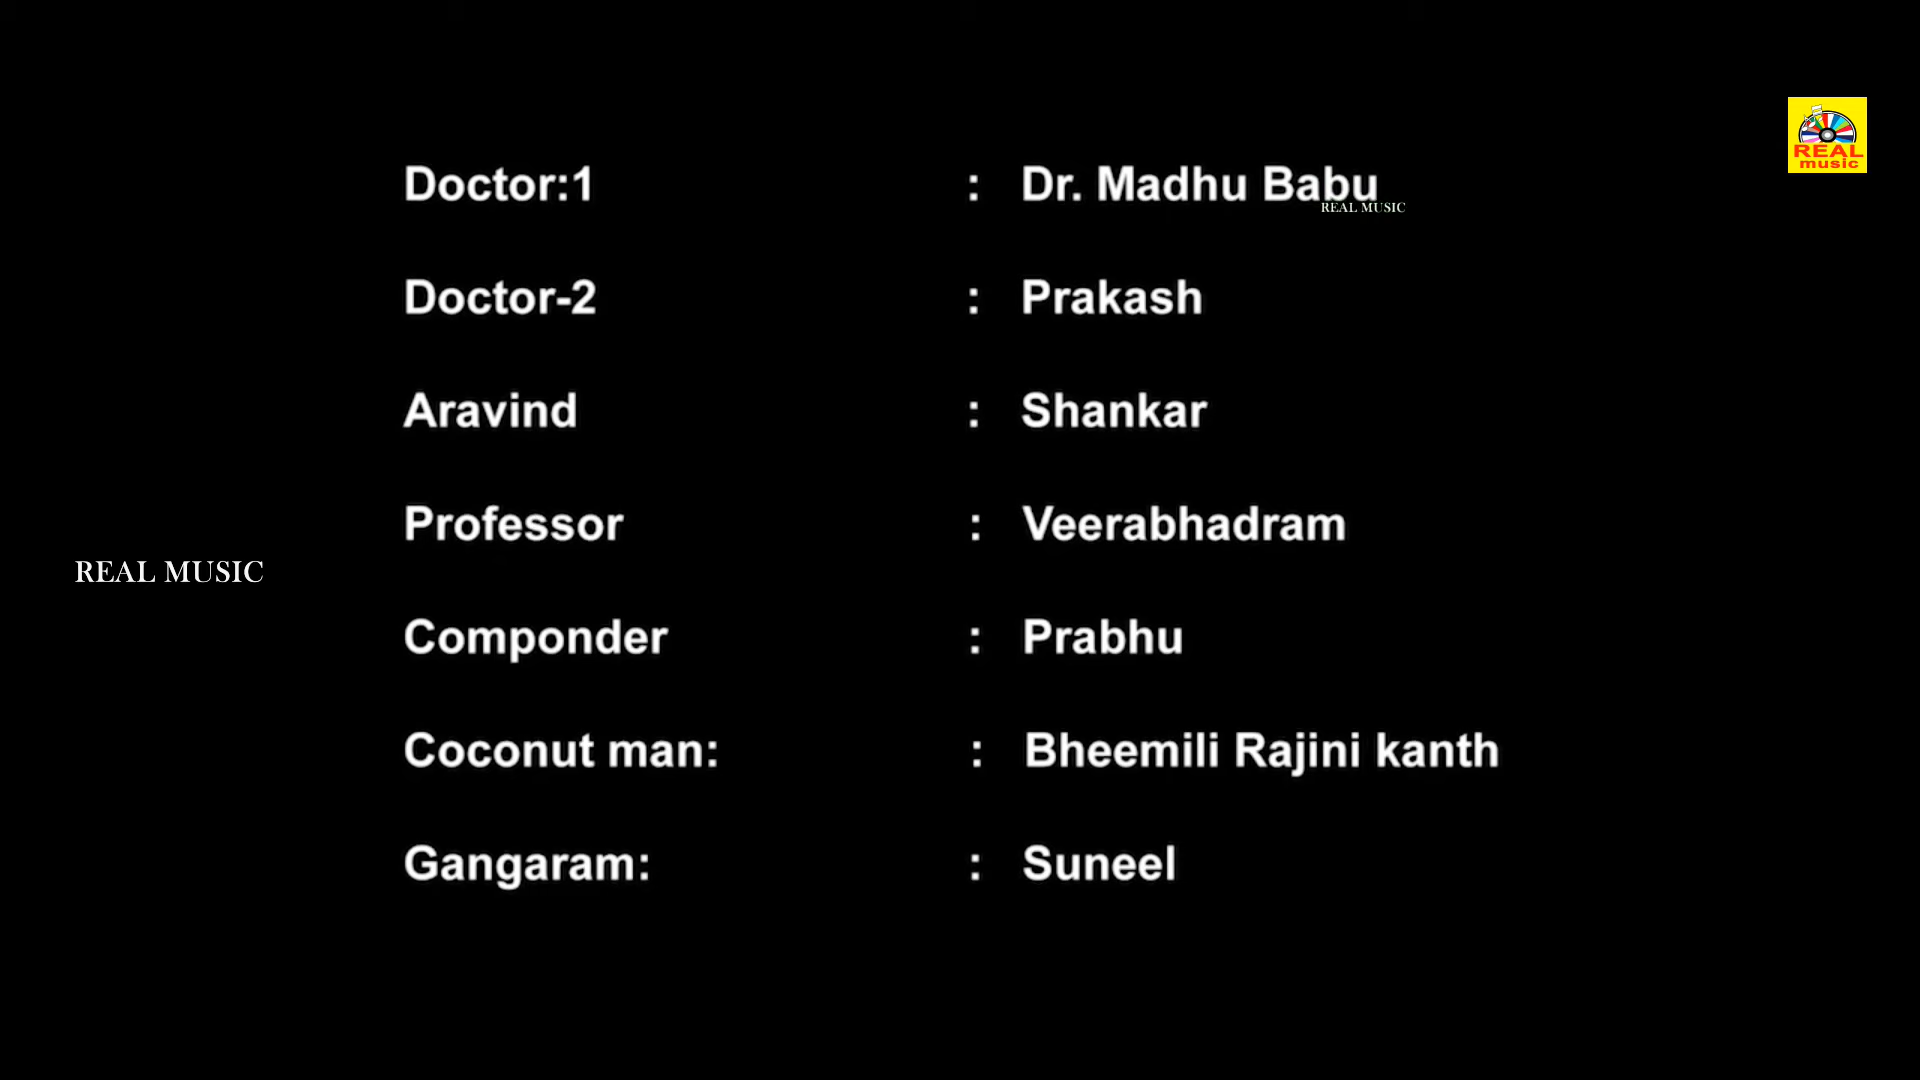 REAL
music
Doctor:1 : Dr. Madhu Babu
REAL MUSIC
Doctor-2 : Prakash
Aravind : Shankar
Professor : Veerabhadram
REAL MUSIC
Componder : Prabhu
Coconut man: : Bheemili Rajini kanth
Gangaram: : Suneel